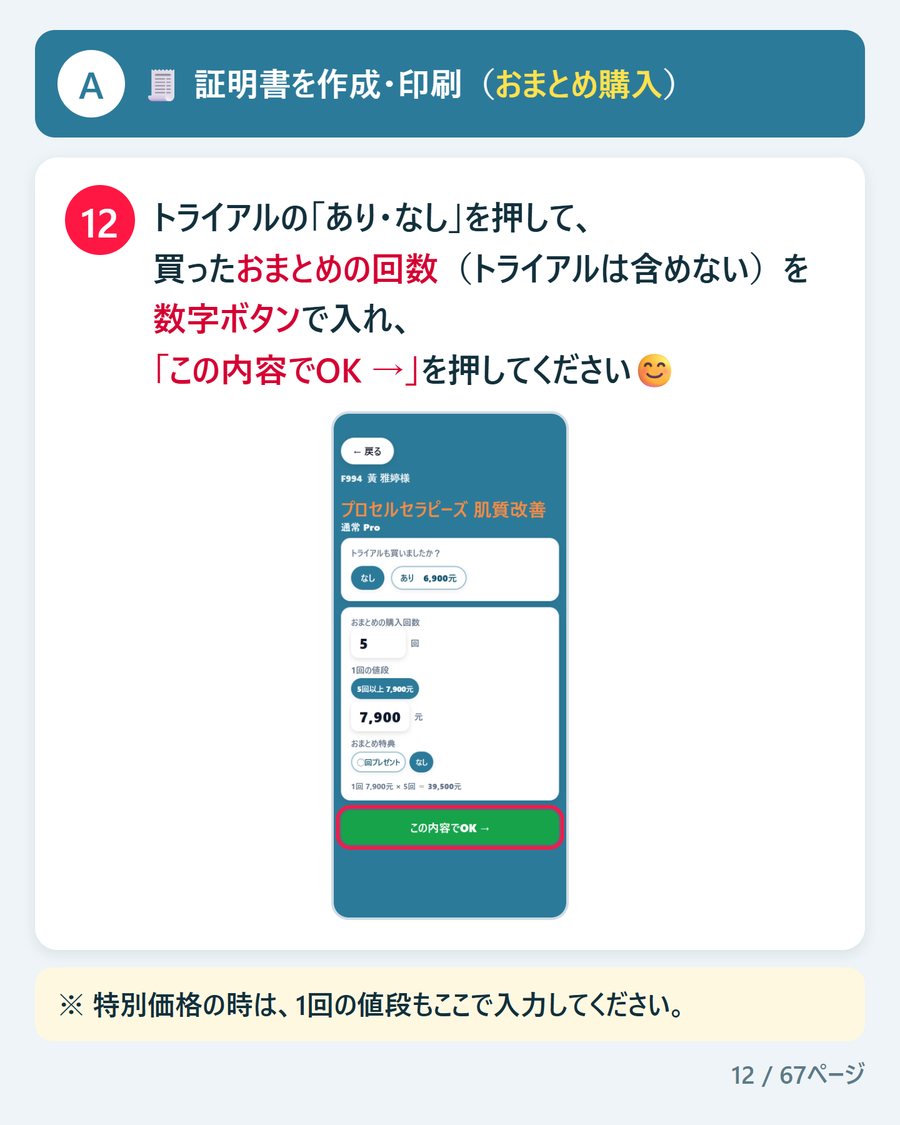 A 証明書を作成・印刷（おまとめ購入）
12 トライアルの「あり・なし」を押して、
買ったおまとめの回数（トライアルは含めない）を
数字ボタンで入れ、
「この内容でOK →」を押してください
← 戻る
F994 黃 雅婷様
プロセルセラピーズ 肌質改善
通常 Pro
トライアルも買いましたか？
なし あり 6,900元
おまとめの購入回数
5 回
1回の値段
5回以上 7,900元
7,900 元
おまとめ特典
◯回プレゼント なし
1回 7,900元 × 5回 = 39,500元
この内容でOK →
※ 特別価格の時は、1回の値段もここで入力してください。
12 / 67ページ